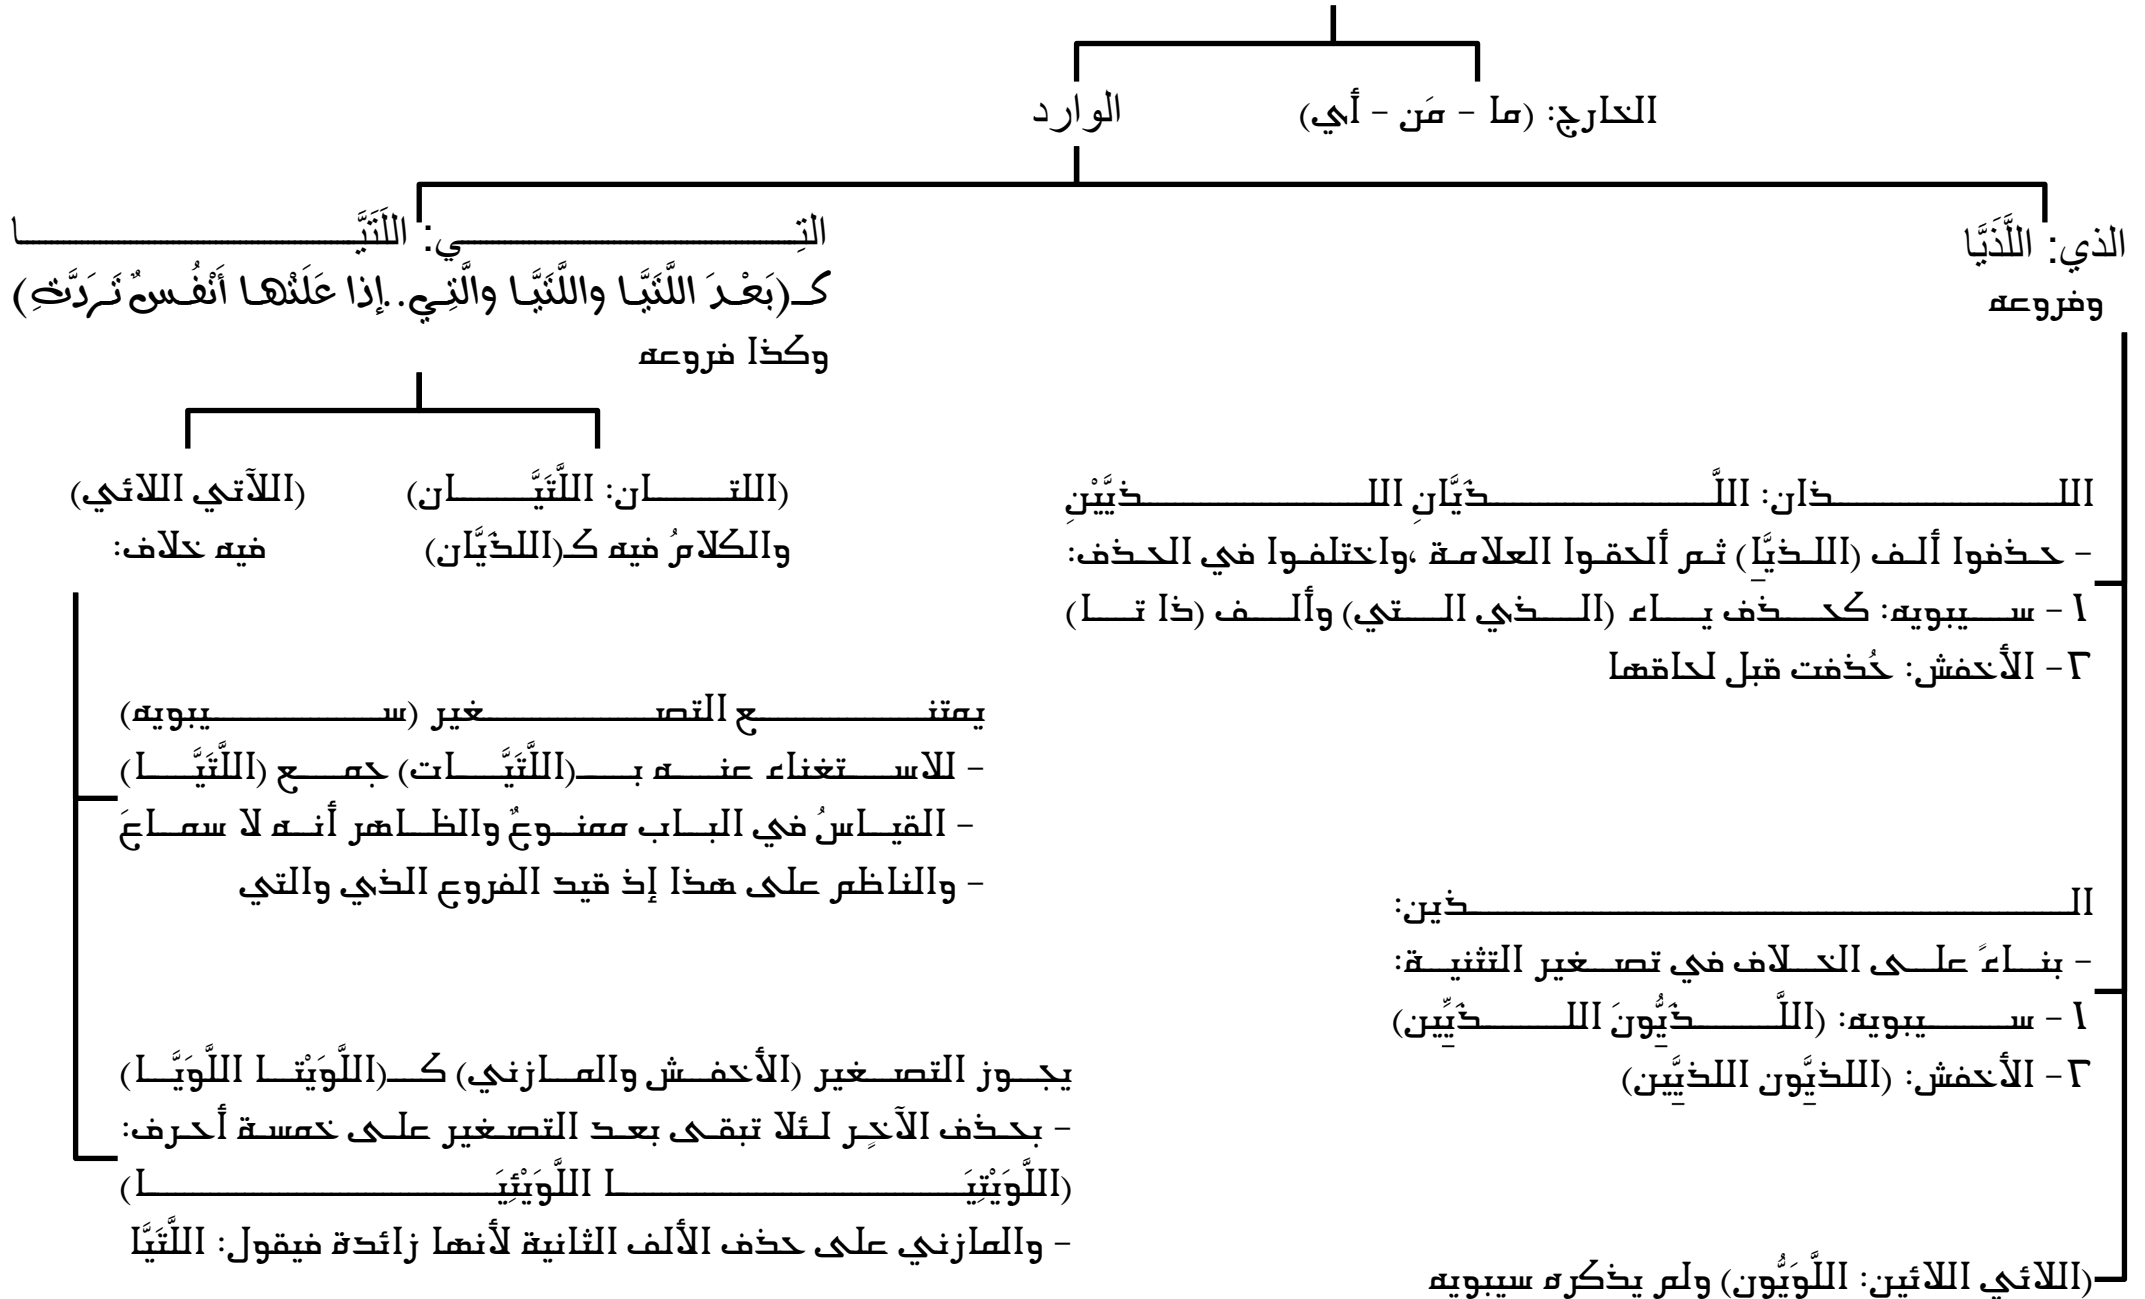 الخارج: (ما - مَن - أي)
الوارد
الذي: اللَّذَيَّا
وفروعه
اللذان: اللَّذَيَّانِ اللذيَّيْنِ
- حذفوا ألف (اللذيَّا) ثم ألحقوا العلامة ،واختلفوا في الحذف:
١- سيبويه: كحذف ياء (الذي التي) وألف (ذا تا)
٢- الأخفش: حُذفت قبل لحاقها
الذين:
- بناءً على الخلاف في تصغير التثنية:
١- سيبويه: (اللَّذَيُّونَ اللذَيِّين)
٢- الأخفش: (اللذيَّون اللذيَّين)
(اللائي اللائين: اللَّوَيُّون) ولم يذكره سيبويه
التِي: اللَتَيَّا
كـ(بَعْدَ اللَّتَيَّا واللَّتَيَّا والَّتِي..إذا عَلَتْها أَنْفُسٌ تَرَدَّتِ)
وكذا فروعه
(اللتان: اللَّتَيَّان)
والكلامُ فيه كـ(اللذَيَّان)
(اللآتي اللائي)
فيه خلاف:
يمتنع التصغير (سيبويه)
- للاستغناء عنه بـ(اللَّتَيَّات) جمع (اللَّتَيَّا)
- القياسُ في الباب ممنوعٌ والظاهر أنه لا سماعَ
- والناظم على هذا إذ قيد الفروع الذي والتي
يجوز التصغير (الأخفش والمازني) كـ(اللَّوَيْتا اللَّوَيَّا)
- بحذف الآخِر لئلا تبقى بعد التصغير على خمسة أحرف:
(اللَّوَيْتِيَا اللَّوَيْئِيَا)
- والمازني على حذف الألف الثانية لأنها زائدة فيقول: اللَّتَيَّا